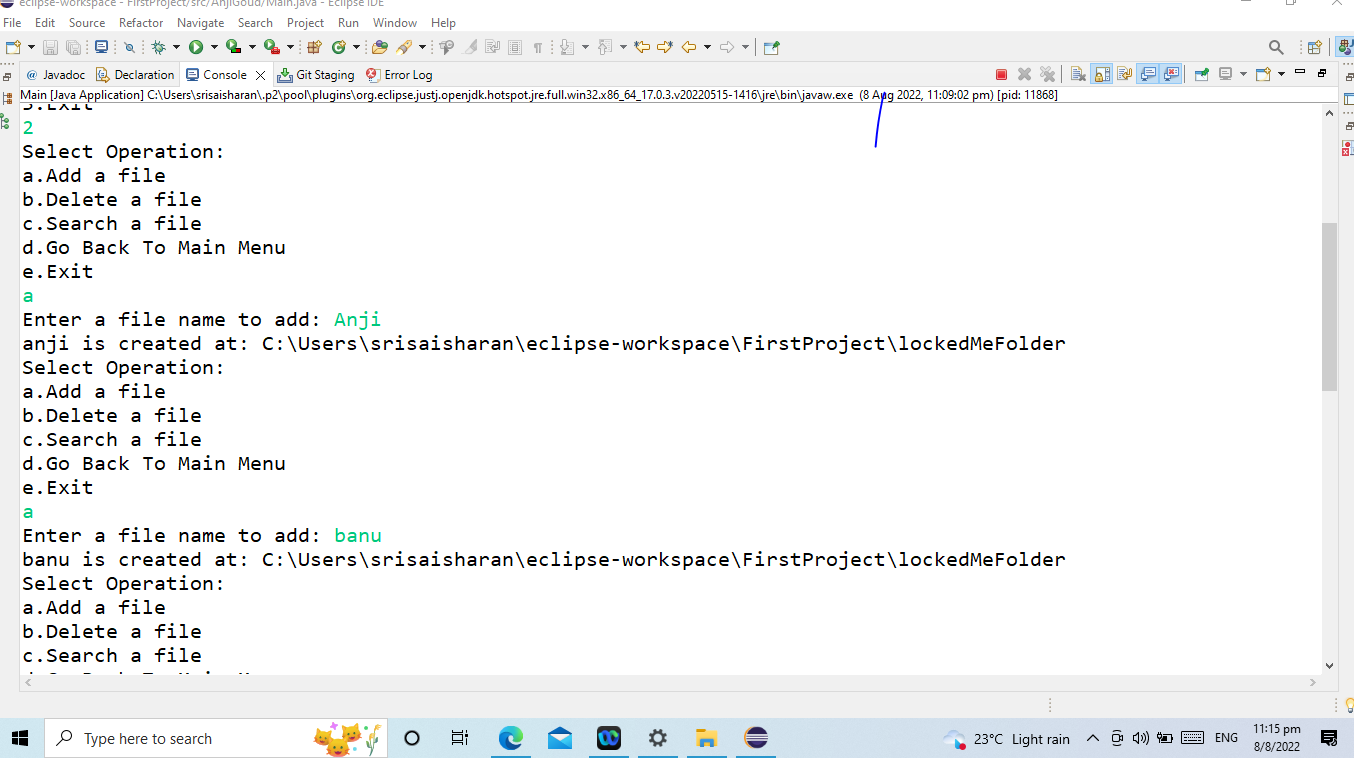 eclipse-workspace - FirstProject/src/AnjiGoud/Main.java - Eclipse IDE
File Edit Source Refactor Navigate Search Project Run Window Help
@ Javadoc Declaration Console Git Staging Error Log
Main [Java Application] C:\Users\srisaisharan\.p2\pool\plugins\org.eclipse.justj.openjdk.hotspot.jre.full.win32.x86_64_17.0.3.v20220515-1416\jre\bin\javaw.exe (8 Aug 2022, 11:09:02 pm) [pid: 11868]
3.Exit
2
Select Operation:
a.Add a file
b.Delete a file
c.Search a file
d.Go Back To Main Menu
e.Exit
a
Enter a file name to add: Anji
anji is created at: C:\Users\srisaisharan\eclipse-workspace\FirstProject\lockedMeFolder
Select Operation:
a.Add a file
b.Delete a file
c.Search a file
d.Go Back To Main Menu
e.Exit
a
Enter a file name to add: banu
banu is created at: C:\Users\srisaisharan\eclipse-workspace\FirstProject\lockedMeFolder
Select Operation:
a.Add a file
b.Delete a file
c.Search a file
d.Go Back To Main Menu
Type here to search
23°C Light rain
ENG
11:15 pm
8/8/2022